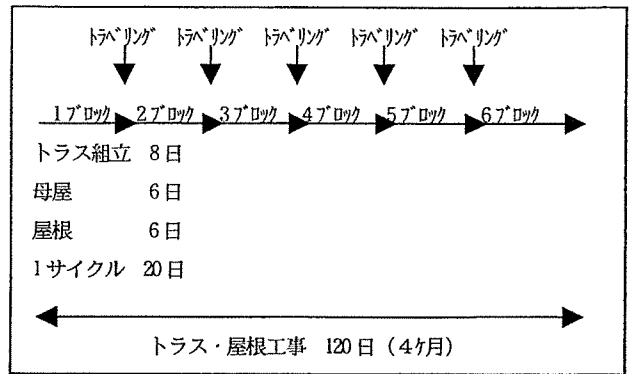 トラベリング トラベリング トラベリング トラベリング トラベリング
1ブロック 2ブロック 3ブロック 4ブロック 5ブロック 6ブロック
トラス組立 8日
母屋 6日
屋根 6日
1サイクル 20日
トラス・屋根工事 120日(4ケ月)